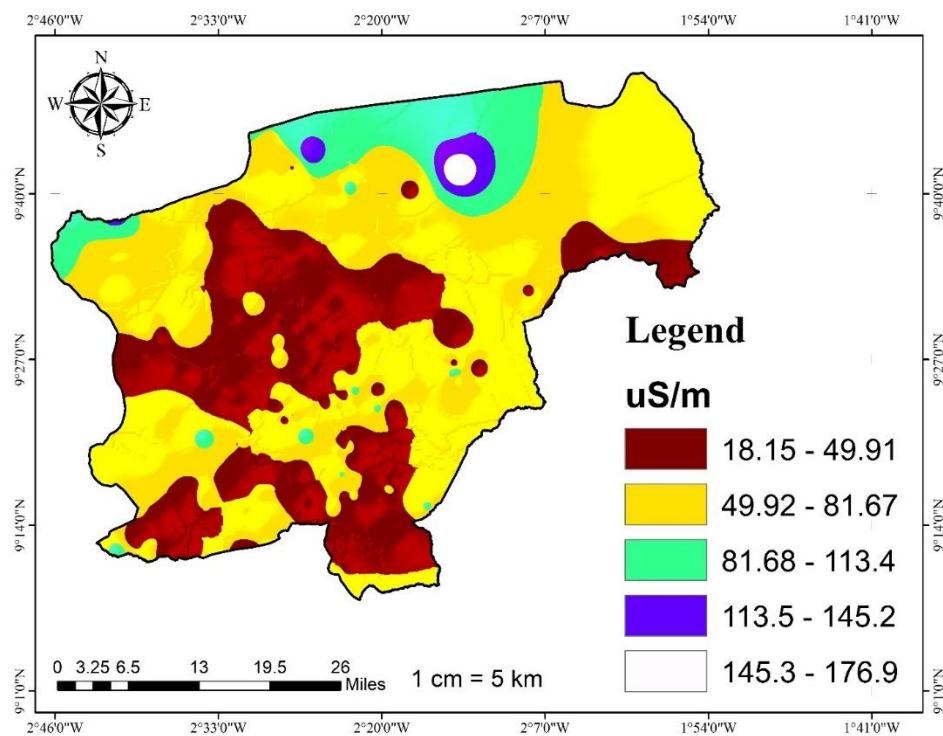 2°46'0"W 2°33'0"W 2°20'0"W 2°70'0"W 1°54'0"W 1°41'0"W
N
W E
S
9°40'0"N 9°40'0"N
9°27'0"N 9°27'0"N
9°14'0"N 9°14'0"N
9°1'0"N 9°1'0"N
Legend
uS/m
18.15 - 49.91
49.92 - 81.67
81.68 - 113.4
113.5 - 145.2
145.3 - 176.9
0 3.25 6.5 13 19.5 26
Miles
1 cm = 5 km
2°46'0"W 2°33'0"W 2°20'0"W 2°70'0"W 1°54'0"W 1°41'0"W